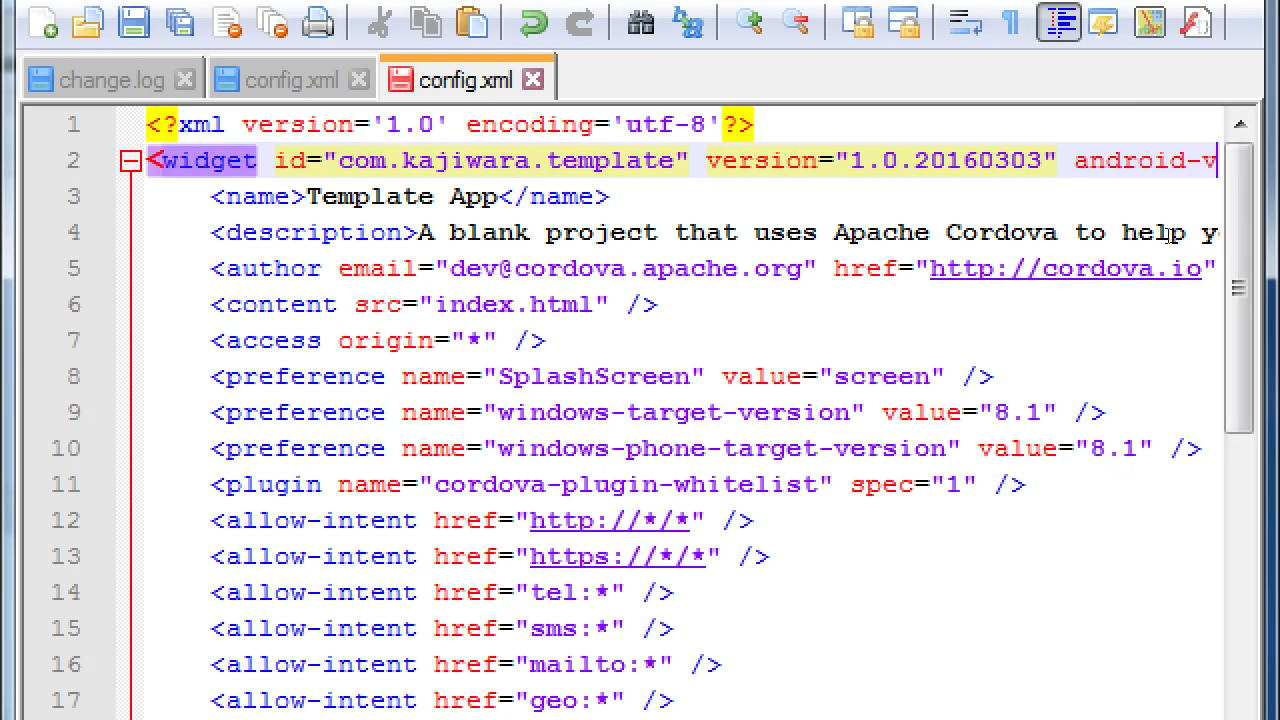 change.log config.xml config.xml
1 <?xml version='1.0' encoding='utf-8'?>
2 <widget id="com.kajiwara.template" version="1.0.20160303" android-v
3 <name>Template App</name>
4 <description>A blank project that uses Apache Cordova to help y
5 <author email="dev@cordova.apache.org" href="http://cordova.io"
6 <content src="index.html" />
7 <access origin="*" />
8 <preference name="SplashScreen" value="screen" />
9 <preference name="windows-target-version" value="8.1" />
10 <preference name="windows-phone-target-version" value="8.1" />
11 <plugin name="cordova-plugin-whitelist" spec="1" />
12 <allow-intent href="http://*/*" />
13 <allow-intent href="https://*/*" />
14 <allow-intent href="tel:*" />
15 <allow-intent href="sms:*" />
16 <allow-intent href="mailto:*" />
17 <allow-intent href="geo:*" />